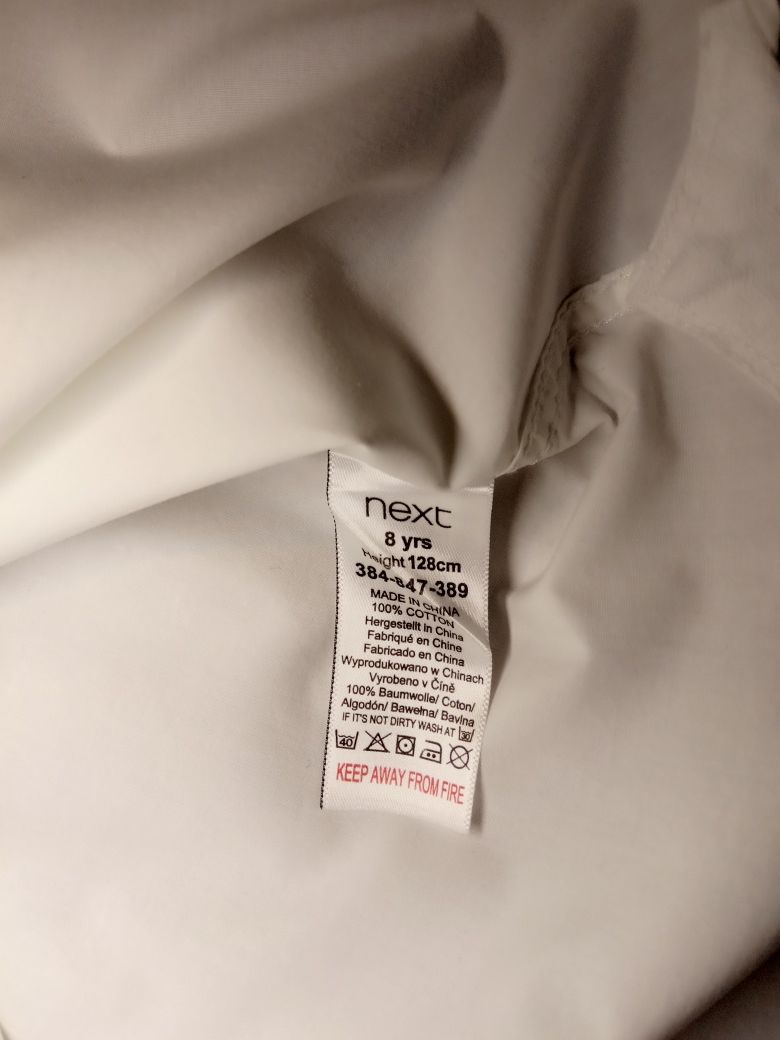 next
8 yrs
Height 128cm
384-847-389
MADE IN CHINA
100% COTTON
Hergestellt in China
Fabriqué en Chine
Fabricado en China
Wyprodukowano w Chinach
Vyrobeno v Číně
100% Baumwolle/ Coton/
Algodón/ Bawełna/ Bavlna
IF IT'S NOT DIRTY WASH AT 30
40
KEEP AWAY FROM FIRE